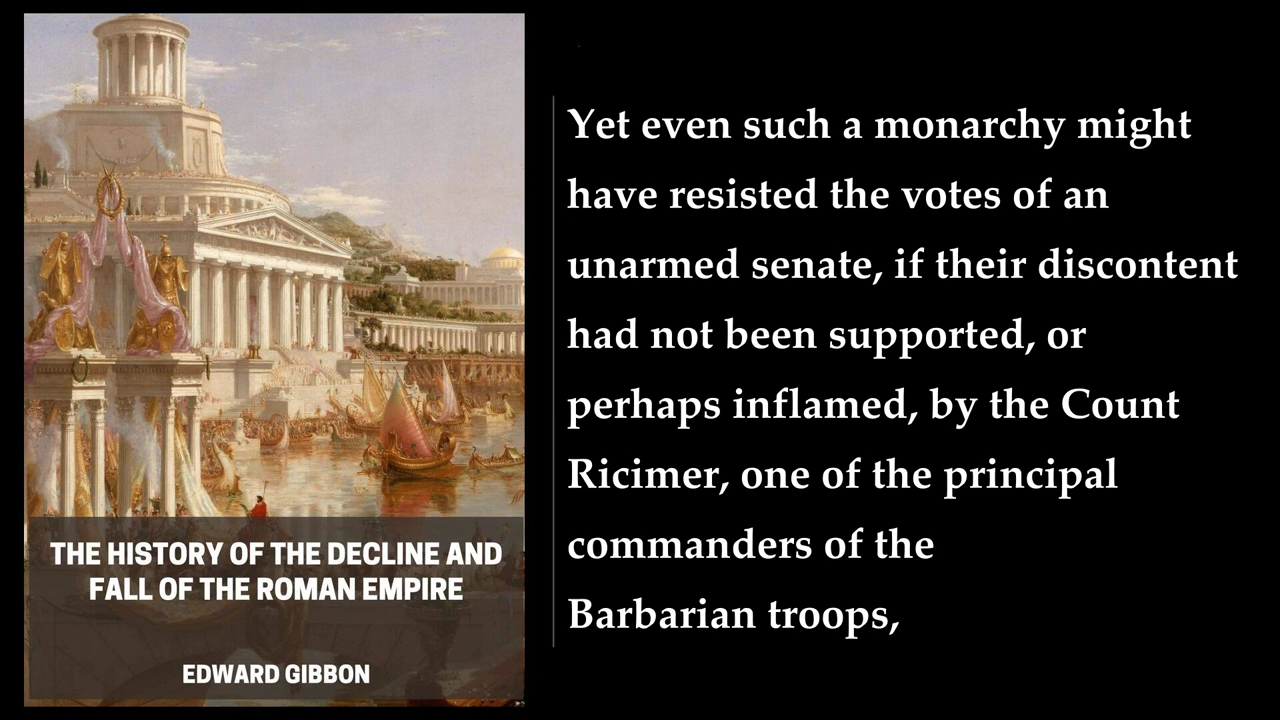 THE HISTORY OF THE DECLINE AND
FALL OF THE ROMAN EMPIRE
EDWARD GIBBON
Yet even such a monarchy might
have resisted the votes of an
unarmed senate, if their discontent
had not been supported, or
perhaps inflamed, by the Count
Ricimer, one of the principal
commanders of the
Barbarian troops,